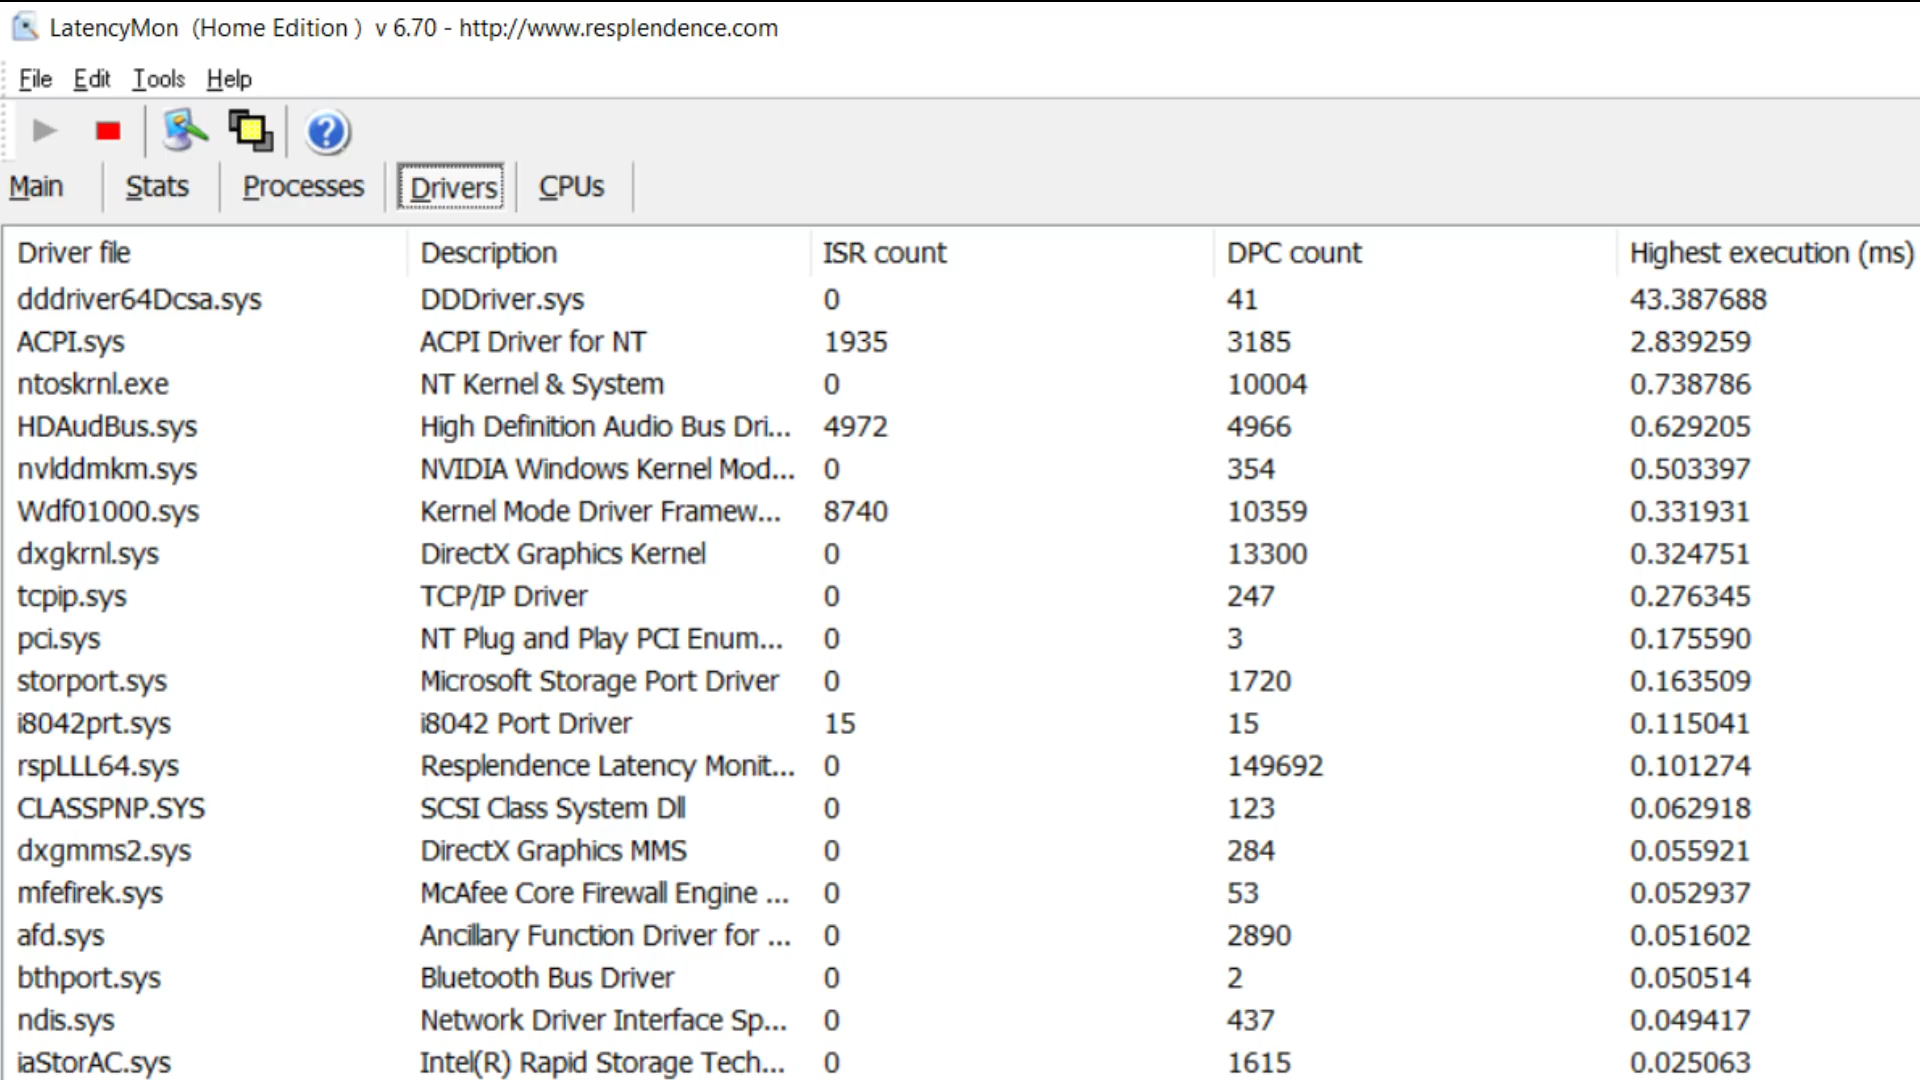 LatencyMon (Home Edition ) v 6.70 - http://www.resplendence.com
File Edit Tools Help
Main Stats Processes Drivers CPUs
Driver file Description ISR count DPC count Highest execution (ms)
dddriver64Dcsa.sys DDDriver.sys 0 41 43.387688
ACPI.sys ACPI Driver for NT 1935 3185 2.839259
ntoskrnl.exe NT Kernel & System 0 10004 0.738786
HDAudBus.sys High Definition Audio Bus Dri... 4972 4966 0.629205
nvlddmkm.sys NVIDIA Windows Kernel Mod... 0 354 0.503397
Wdf01000.sys Kernel Mode Driver Framew... 8740 10359 0.331931
dxgkrnl.sys DirectX Graphics Kernel 0 13300 0.324751
tcpip.sys TCP/IP Driver 0 247 0.276345
pci.sys NT Plug and Play PCI Enum... 0 3 0.175590
storport.sys Microsoft Storage Port Driver 0 1720 0.163509
i8042prt.sys i8042 Port Driver 15 15 0.115041
rspLLL64.sys Resplendence Latency Monit... 0 149692 0.101274
CLASSPNP.SYS SCSI Class System Dll 0 123 0.062918
dxgmms2.sys DirectX Graphics MMS 0 284 0.055921
mfefirek.sys McAfee Core Firewall Engine ... 0 53 0.052937
afd.sys Ancillary Function Driver for ... 0 2890 0.051602
bthport.sys Bluetooth Bus Driver 0 2 0.050514
ndis.sys Network Driver Interface Sp... 0 437 0.049417
iaStorAC.sys Intel(R) Rapid Storage Tech... 0 1615 0.025063